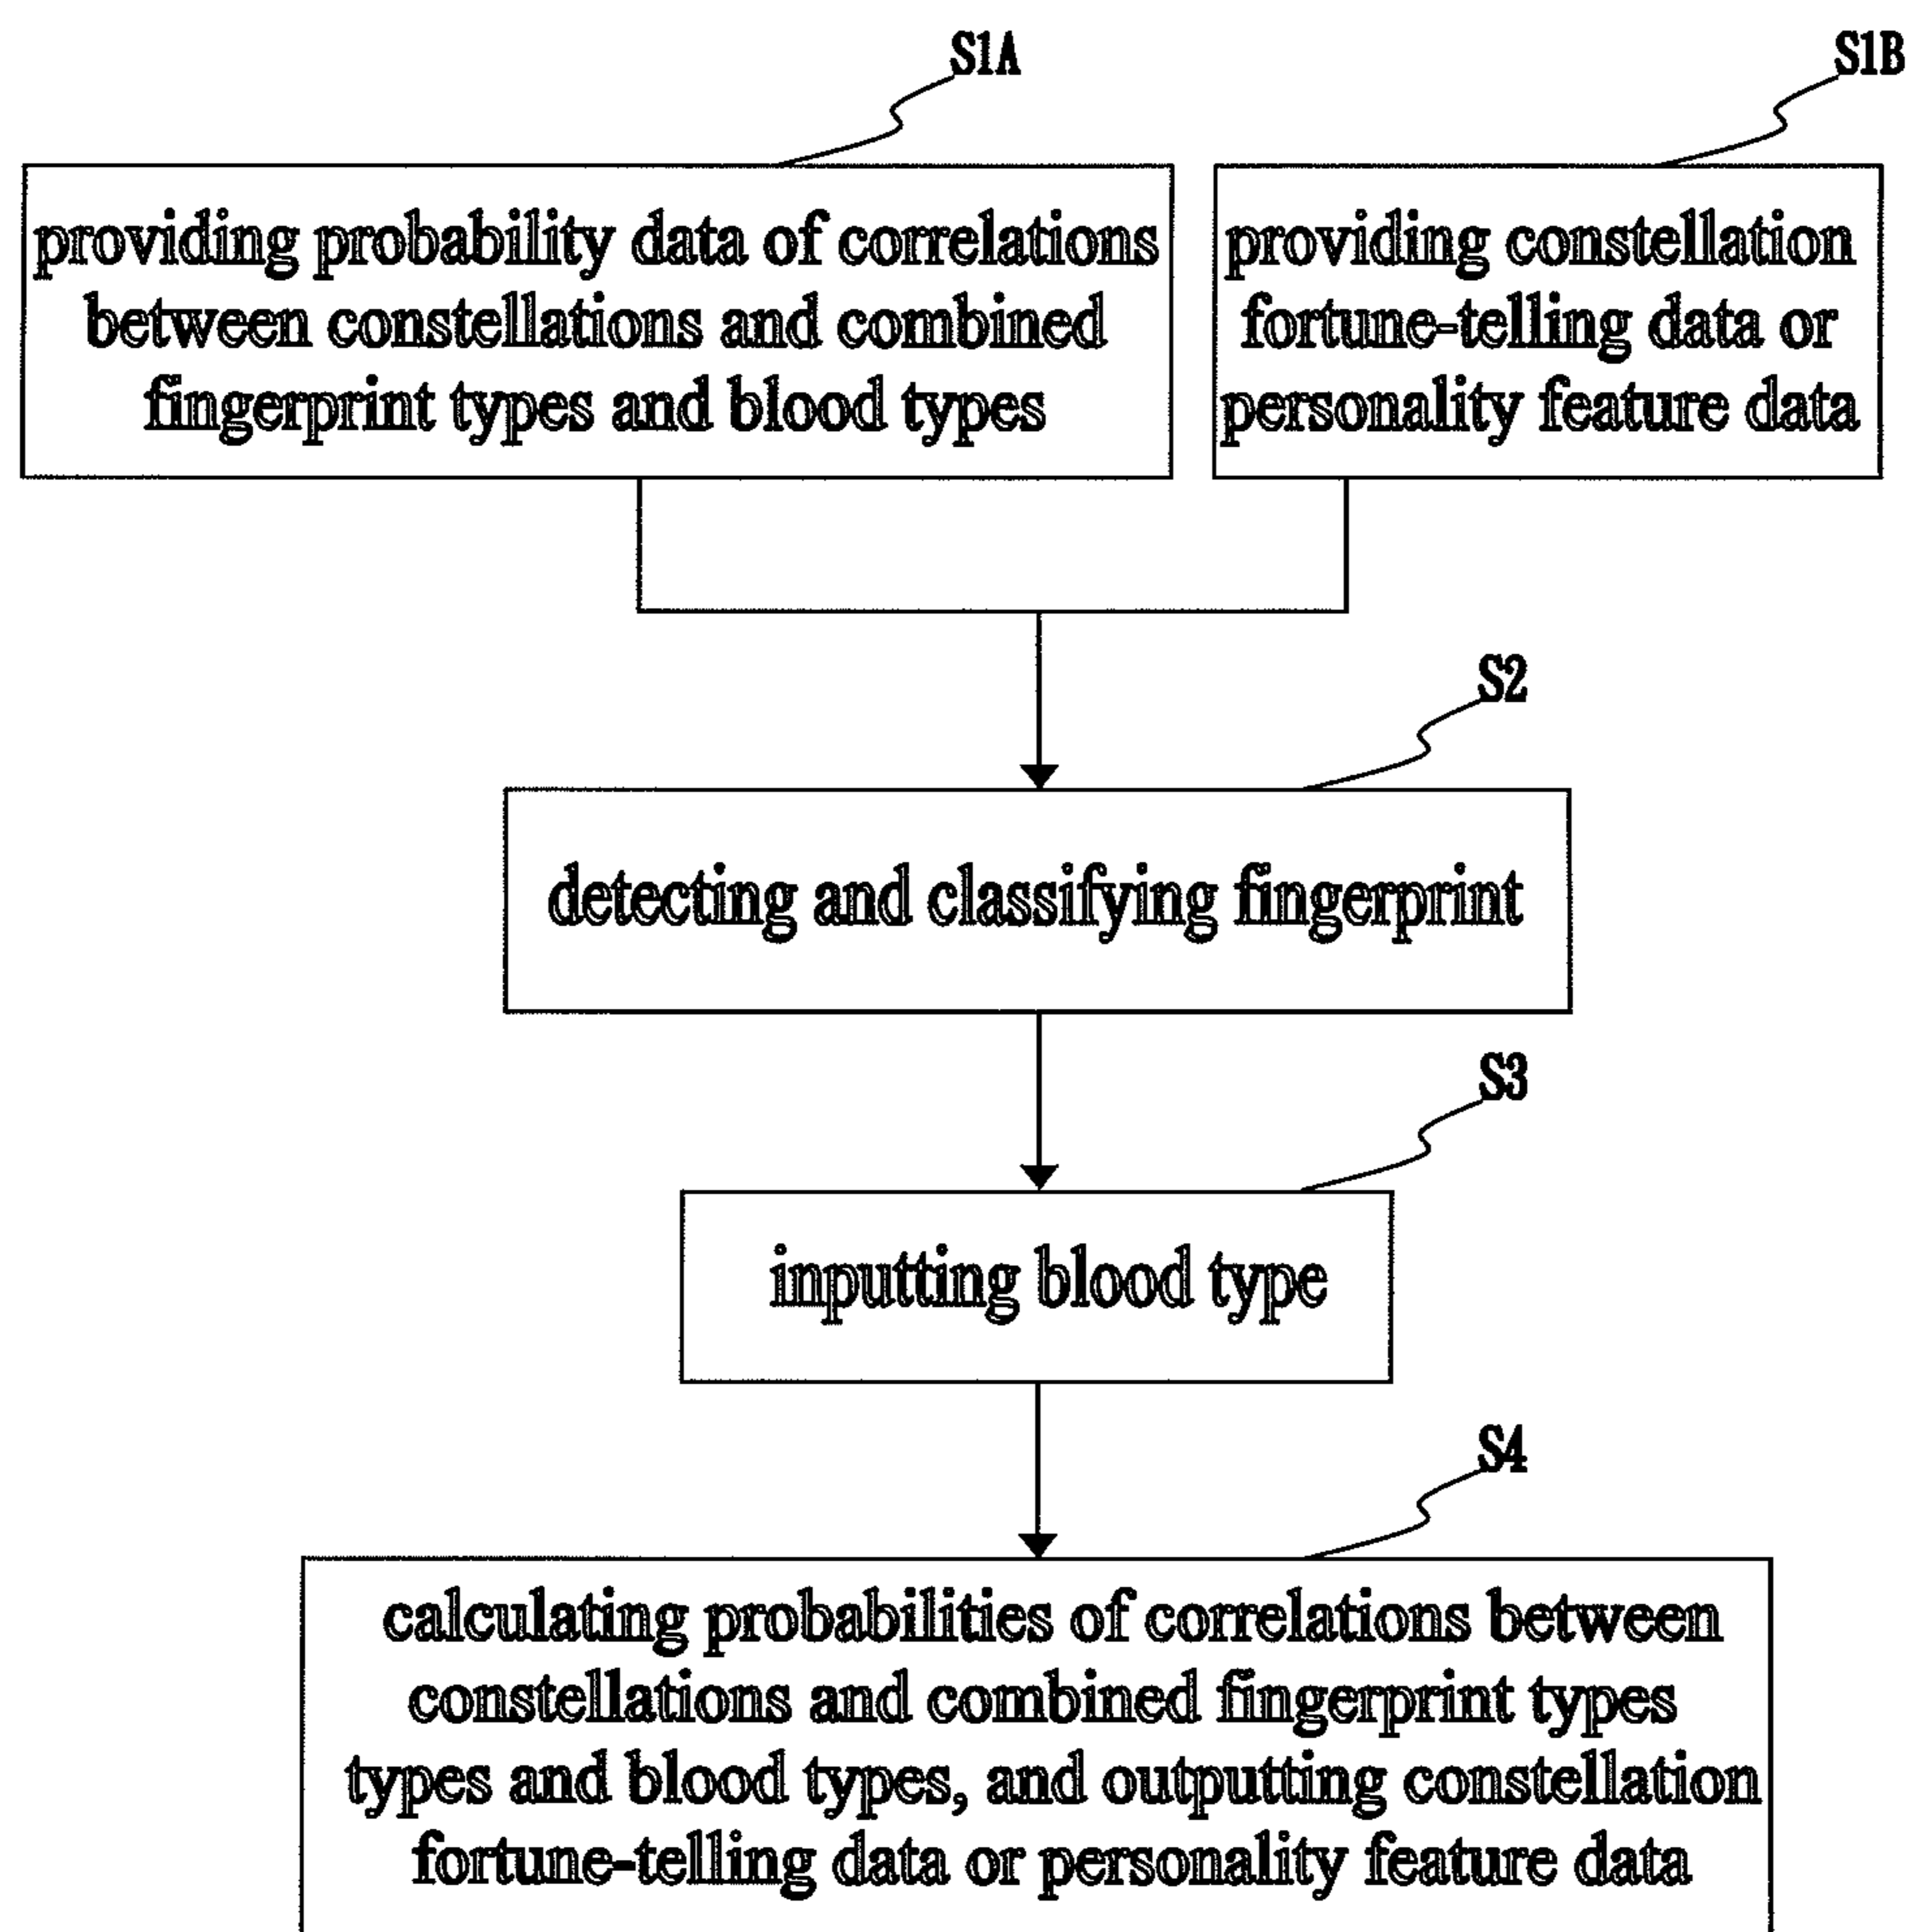 S1A
S1B
providing probability data of correlations
between constellations and combined
fingerprint types and blood types
providing constellation
fortune-telling data or
personality feature data
S2
detecting and classifying fingerprint
S3
inputting blood type
S4
calculating probabilities of correlations between
constellations and combined fingerprint types
types and blood types, and outputting constellation
fortune-telling data or personality feature data